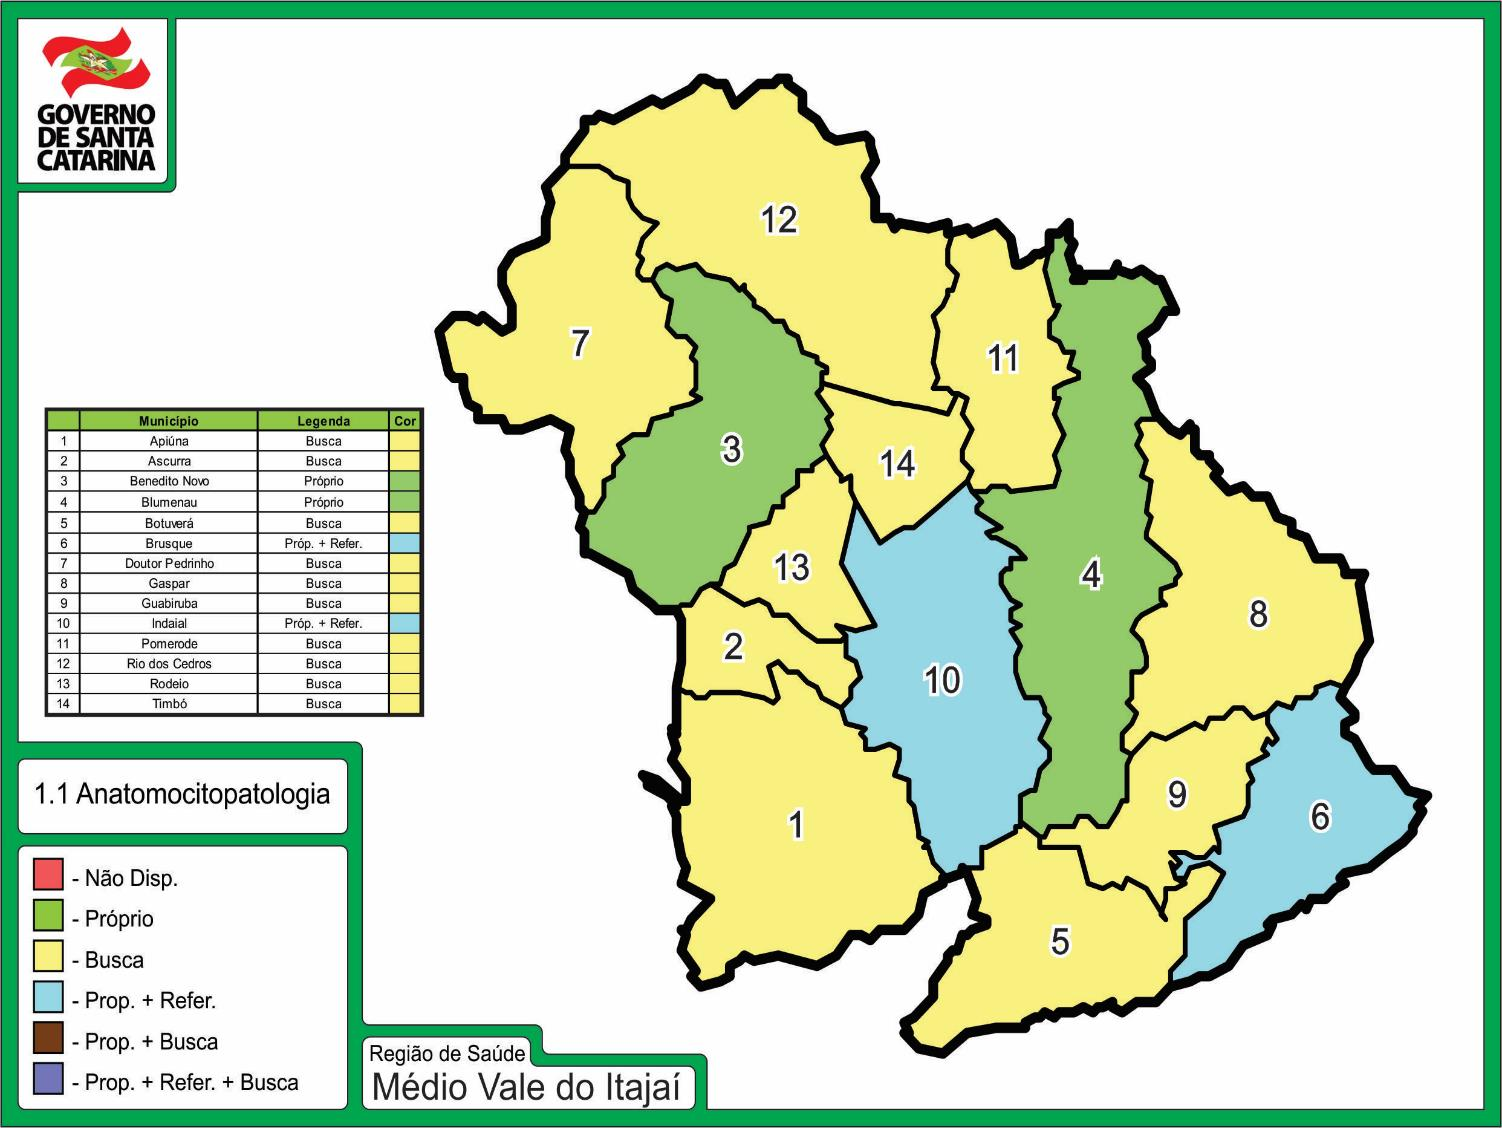 GOVERNO
DE SANTA
CATARINA
12
7
11
3
14
13
4
8
2
10
9
6
1
5
Município Legenda Cor
1 Apiúna Busca
2 Ascurra Busca
3 Benedito Novo Próprio
4 Blumenau Próprio
5 Botuverá Busca
6 Brusque Próp. + Refer.
7 Doutor Pedrinho Busca
8 Gaspar Busca
9 Guabiruba Busca
10 Indaial Próp. + Refer.
11 Pomerode Busca
12 Rio dos Cedros Busca
13 Rodeio Busca
14 Timbó Busca
1.1 Anatomocitopatologia
- Não Disp.
- Próprio
- Busca
- Prop. + Refer.
- Prop. + Busca
- Prop. + Refer. + Busca
Região de Saúde
Médio Vale do Itajaí